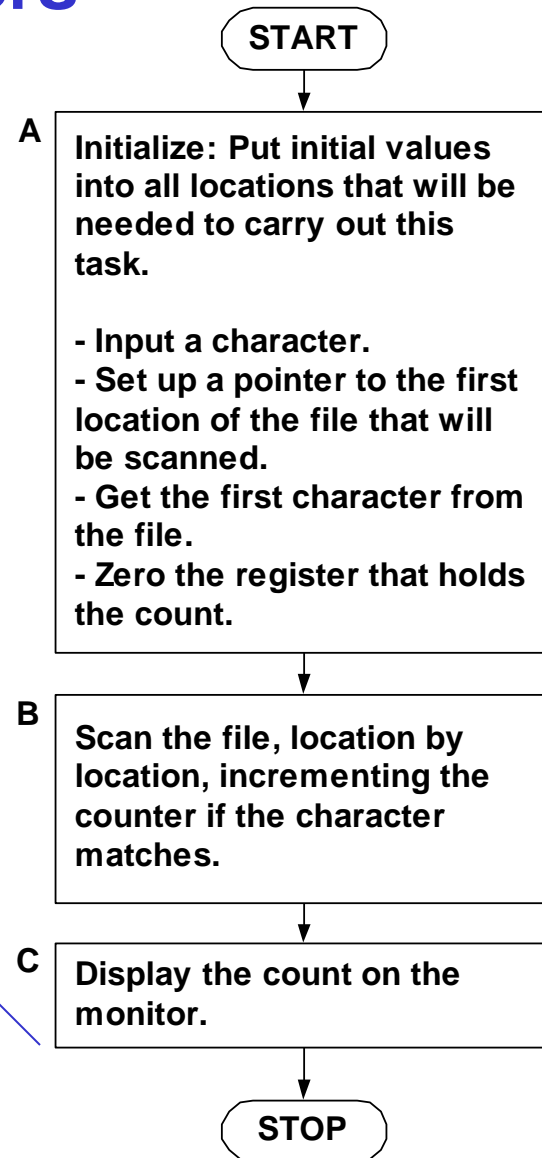 START
A
Initialize: Put initial values
into all locations that will be
needed to carry out this
task.
- Input a character.
- Set up a pointer to the first
location of the file that will
be scanned.
- Get the first character from
the file.
- Zero the register that holds
the count.
B
Scan the file, location by
location, incrementing the
counter if the character
matches.
C
Display the count on the
monitor.
STOP